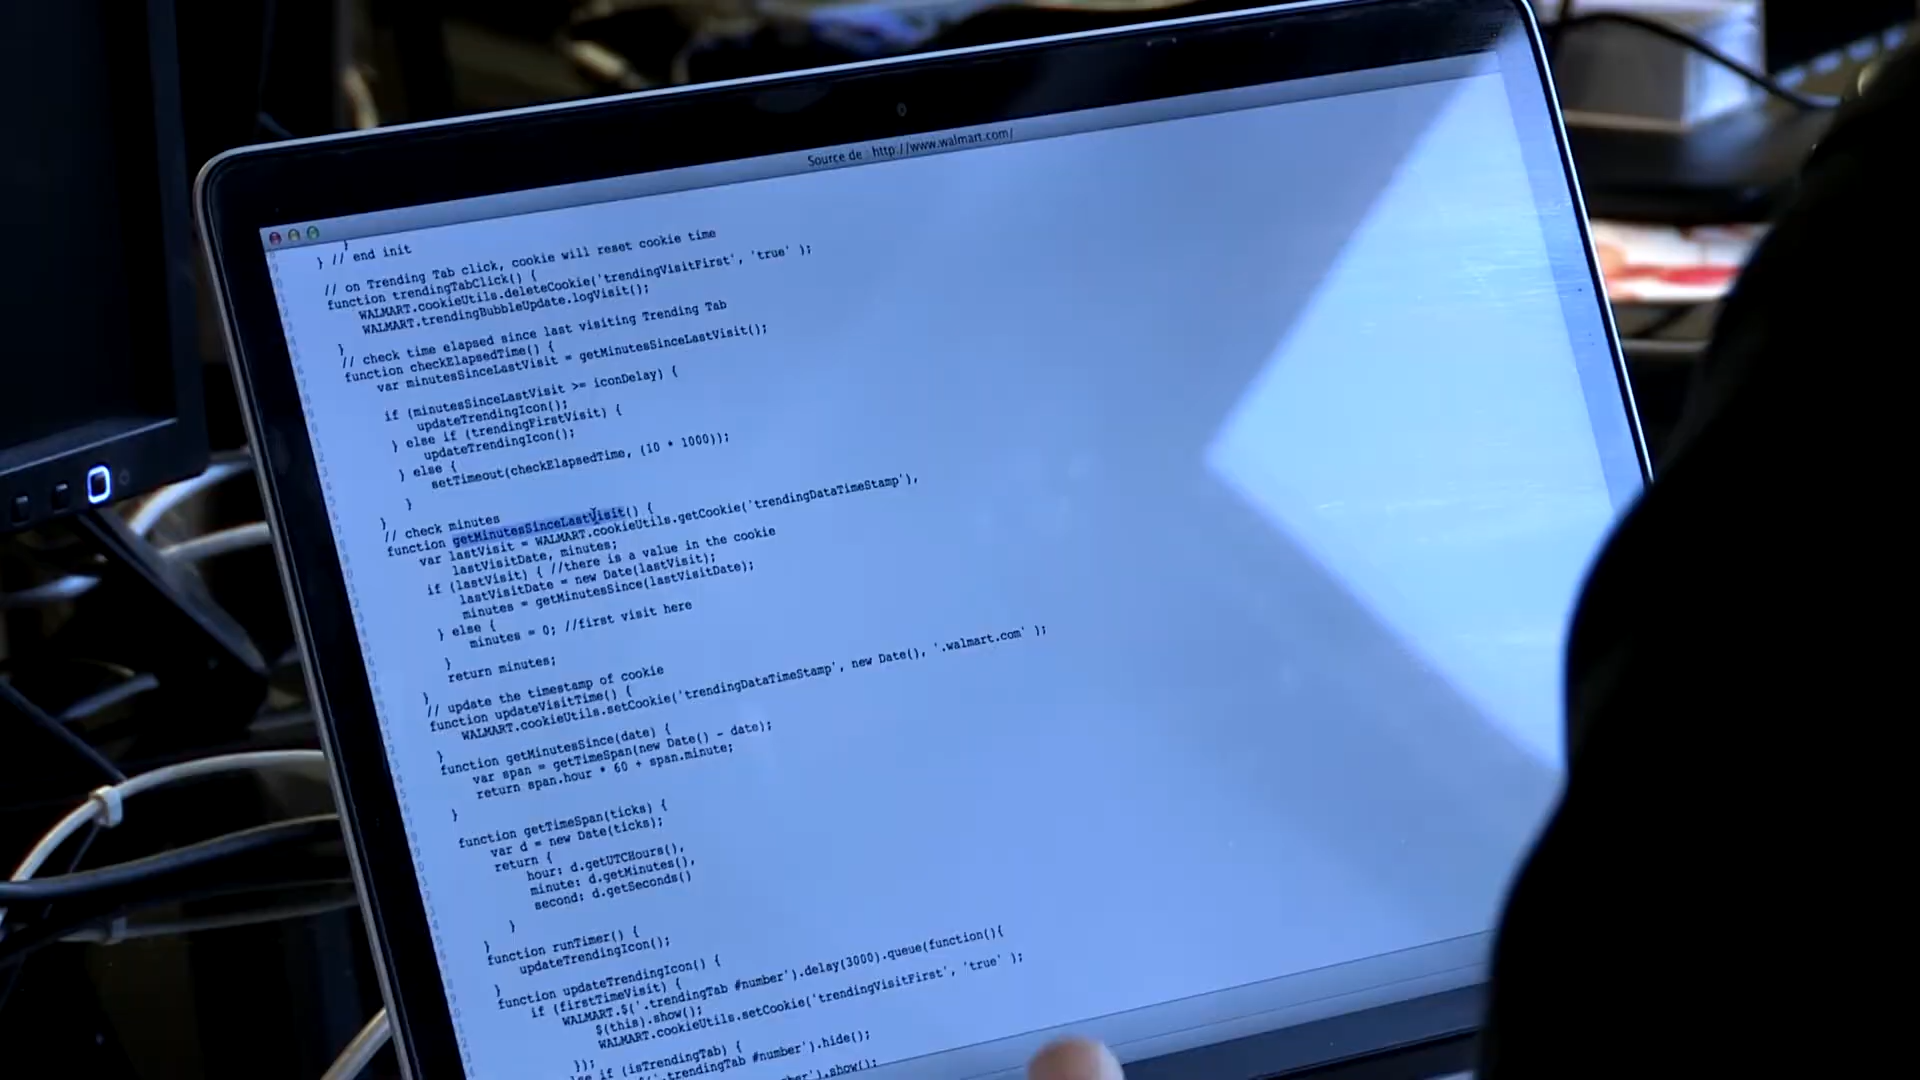 Source de : http://www.walmart.com/
}
} // end init
// on Trending Tab click, cookie will reset cookie time
function trendingTabClick() {
WALMART.cookieUtils.deleteCookie('trendingVisitFirst', 'true' );
WALMART.trendingBubbleUpdate.logVisit();
}
// check time elapsed since last visiting Trending Tab
function checkElapsedTime() {
var minutesSinceLastVisit = getMinutesSinceLastVisit();
if (minutesSinceLastVisit >= iconDelay) {
updateTrendingIcon();
} else if (trendingFirstVisit) {
updateTrendingIcon();
} else {
setTimeout(checkElapsedTime, (10 * 1000));
}
}
// check minutes
function getMinutesSinceLastVisit() {
var lastVisit = WALMART.cookieUtils.getCookie('trendingDataTimeStamp'),
lastVisitDate, minutes;
if (lastVisit) { //there is a value in the cookie
lastVisitDate = new Date(lastVisit);
minutes = getMinutesSince(lastVisitDate);
} else {
minutes = 0; //first visit here
}
return minutes;
}
// update the timestamp of cookie
function updateVisitTime() {
WALMART.cookieUtils.setCookie('trendingDataTimeStamp', new Date(), '.walmart.com' );
}
function getMinutesSince(date) {
var span = getTimeSpan(new Date() - date);
return span.hour * 60 + span.minute;
}
function getTimeSpan(ticks) {
var d = new Date(ticks);
return {
hour: d.getUTCHours(),
minute: d.getMinutes(),
second: d.getSeconds()
}
}
function runTimer() {
updateTrendingIcon();
}
function updateTrendingIcon() {
if (firstTimeVisit) {
WALMART.$('.trendingTab #number').delay(3000).queue(function(){
$(this).show();
WALMART.cookieUtils.setCookie('trendingVisitFirst', 'true' );
});
if (isTrendingTab) {
.trendingTab #number').hide();
.show();